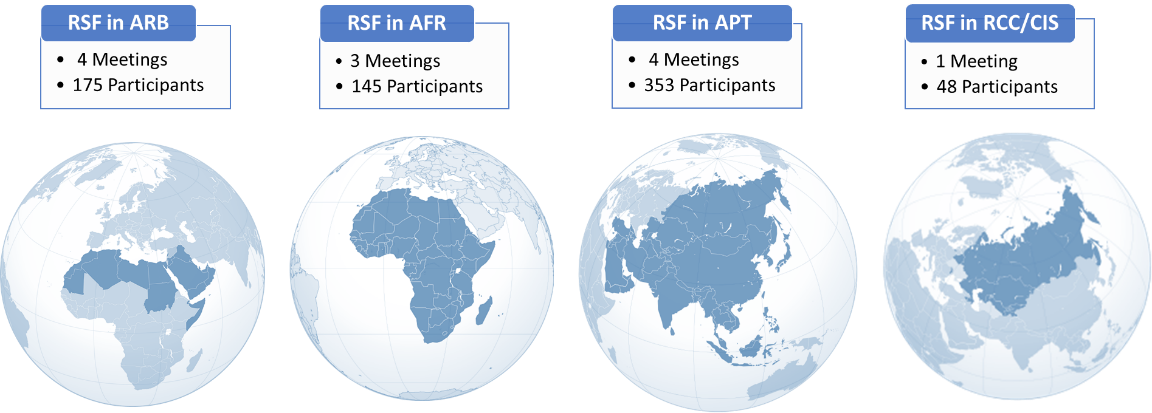 RSF in ARB
• 4 Meetings
• 175 Participants
RSF in AFR
• 3 Meetings
• 145 Participants
RSF in APT
• 4 Meetings
• 353 Participants
RSF in RCC/CIS
• 1 Meeting
• 48 Participants